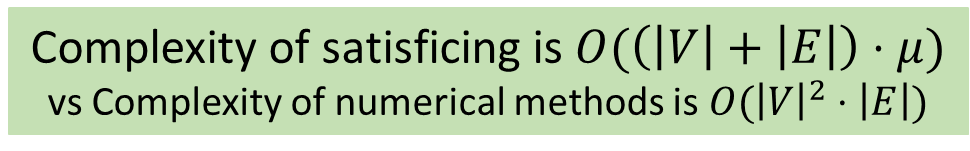 Complexity of satisficing is O((|V| + |E|) · μ)
vs Complexity of numerical methods is O(|V|² · |E|)